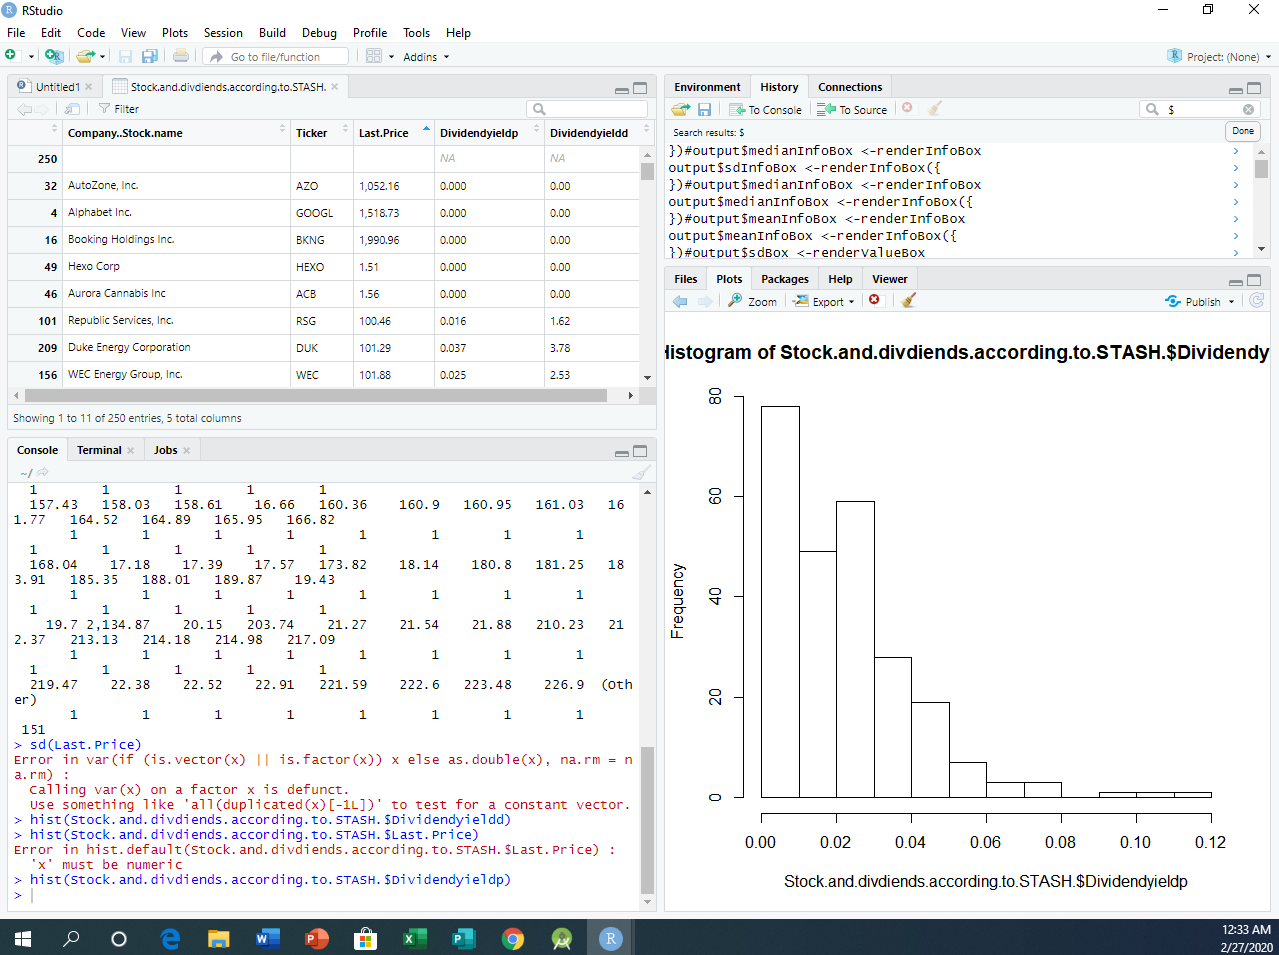 RStudio
File Edit Code View Plots Session Build Debug Profile Tools Help
Go to file/function Addins Project: (None)
Untitled1 Stock.and.divdiends.according.to.STASH.
Filter
Company..Stock.name Ticker Last.Price Dividendyieldp Dividendyieldd
250 NA NA
32 AutoZone, Inc. AZO 1,052.16 0.000 0.00
4 Alphabet Inc. GOOGL 1,518.73 0.000 0.00
16 Booking Holdings Inc. BKNG 1,990.96 0.000 0.00
49 Hexo Corp HEXO 1.51 0.000 0.00
46 Aurora Cannabis Inc ACB 1.56 0.000 0.00
101 Republic Services, Inc. RSG 100.46 0.016 1.62
209 Duke Energy Corporation DUK 101.29 0.037 3.78
156 WEC Energy Group, Inc. WEC 101.88 0.025 2.53
Showing 1 to 11 of 250 entries, 5 total columns
Console Terminal Jobs
~/
1 1 1 1 1
157.43 158.03 158.61 16.66 160.36 160.9 160.95 161.03 16
1.77 164.52 164.89 165.95 166.82
1 1 1 1 1 1 1 1
1 1 1 1 1
168.04 17.18 17.39 17.57 173.82 18.14 180.8 181.25 18
3.91 185.35 188.01 189.87 19.43
1 1 1 1 1 1 1 1
1 1 1 1 1
19.7 2,134.87 20.15 203.74 21.27 21.54 21.88 210.23 21
2.37 213.13 214.18 214.98 217.09
1 1 1 1 1 1 1 1
1 1 1 1 1
219.47 22.38 22.52 22.91 221.59 222.6 223.48 226.9 (Oth
er)
1 1 1 1 1 1 1 1
151
> sd(Last.Price)
Error in var(if (is.vector(x) || is.factor(x)) x else as.double(x), na.rm = n
a.rm) :
Calling var(x) on a factor x is defunct.
Use something like 'all(duplicated(x)[-1L])' to test for a constant vector.
> hist(Stock.and.divdiends.according.to.STASH.$Dividendyieldd)
> hist(Stock.and.divdiends.according.to.STASH.$Last.Price)
Error in hist.default(Stock.and.divdiends.according.to.STASH.$Last.Price) :
'x' must be numeric
> hist(Stock.and.divdiends.according.to.STASH.$Dividendyieldp)
>
Environment History Connections
To Console To Source $
Search results: $ Done
})#output$medianInfoBox <-renderInfoBox
output$sdInfoBox <-renderInfoBox({
})#output$medianInfoBox <-renderInfoBox
output$medianInfoBox <-renderInfoBox({
})#output$meanInfoBox <-renderInfoBox
output$meanInfoBox <-renderInfoBox({
})#output$sdBox <-renderValueBox
Files Plots Packages Help Viewer
Zoom Export Publish
Histogram of Stock.and.divdiends.according.to.STASH.$Dividendy
Frequency
80
60
40
20
0
0.00 0.02 0.04 0.06 0.08 0.10 0.12
Stock.and.divdiends.according.to.STASH.$Dividendyieldp
12:33 AM
2/27/2020